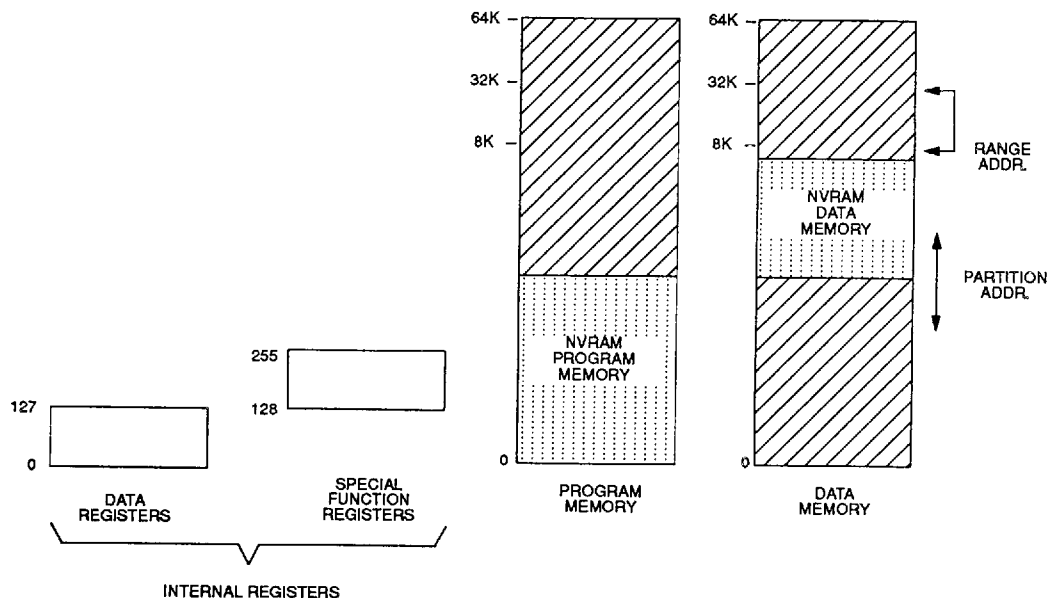 127
0
DATA
REGISTERS
255
128
SPECIAL
FUNCTION
REGISTERS
INTERNAL REGISTERS
64K
32K
8K
NVRAM
PROGRAM
MEMORY
0
PROGRAM
MEMORY
64K
32K
8K
NVRAM
DATA
MEMORY
0
DATA
MEMORY
RANGE
ADDR.
PARTITION
ADDR.